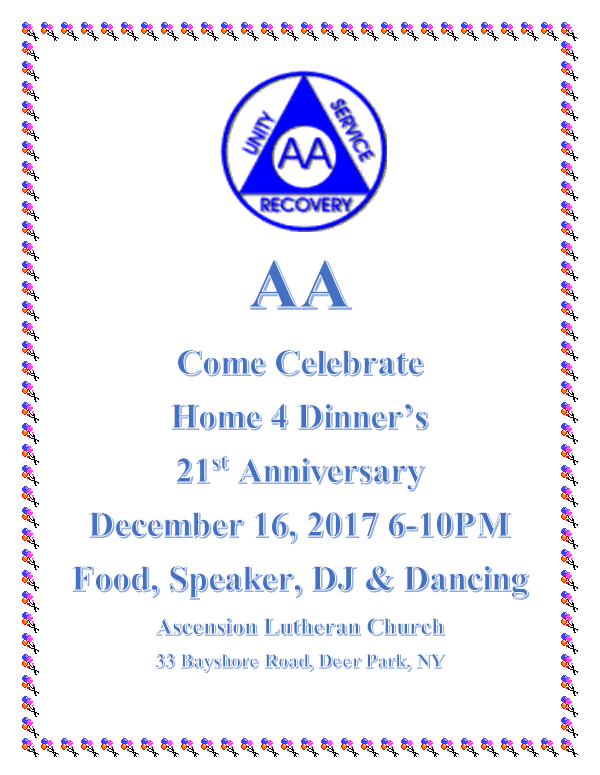 UNITY
SERVICE
AA
RECOVERY
AA
Come Celebrate
Home 4 Dinner’s
21st Anniversary
December 16, 2017 6-10PM
Food, Speaker, DJ & Dancing
Ascension Lutheran Church
33 Bayshore Road, Deer Park, NY